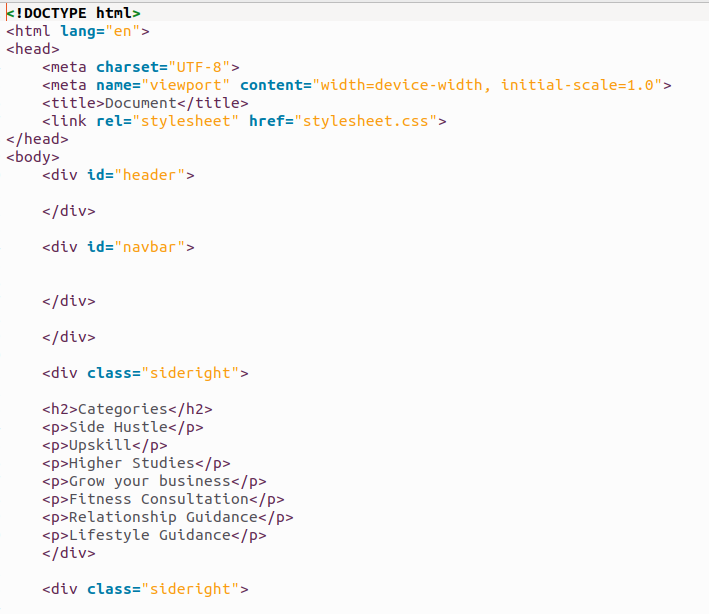 <!DOCTYPE html>
<html lang="en">
<head>
    <meta charset="UTF-8">
    <meta name="viewport" content="width=device-width, initial-scale=1.0">
    <title>Document</title>
    <link rel="stylesheet" href="stylesheet.css">
</head>
<body>
    <div id="header">

    </div>

    <div id="navbar">


    </div>

    </div>

    <div class="sideright">

    <h2>Categories</h2>
    <p>Side Hustle</p>
    <p>Upskill</p>
    <p>Higher Studies</p>
    <p>Grow your business</p>
    <p>Fitness Consultation</p>
    <p>Relationship Guidance</p>
    <p>Lifestyle Guidance</p>
    </div>

    <div class="sideright">